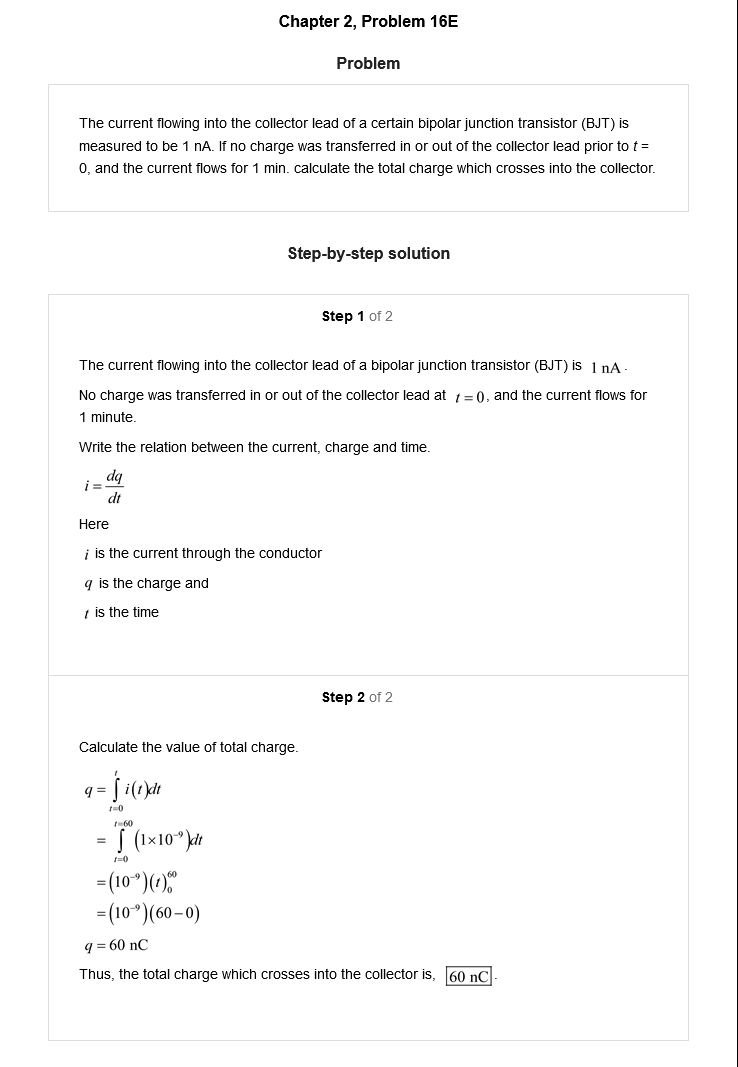 Chapter 2, Problem 16E
Problem
The current flowing into the collector lead of a certain bipolar junction transistor (BJT) is
measured to be 1 nA. If no charge was transferred in or out of the collector lead prior to t =
0, and the current flows for 1 min. calculate the total charge which crosses into the collector.
Step-by-step solution
Step 1 of 2
The current flowing into the collector lead of a bipolar junction transistor (BJT) is 1 nA.
No charge was transferred in or out of the collector lead at t = 0, and the current flows for
1 minute.
Write the relation between the current, charge and time.
i = dq/dt
Here
i is the current through the conductor
q is the charge and
t is the time
Step 2 of 2
Calculate the value of total charge.
q = ∫_{t=0}^{t} i(t)dt
= ∫_{t=0}^{t=60} (1×10⁻⁹)dt
= (10⁻⁹)(t)_0^{60}
= (10⁻⁹)(60−0)
q = 60 nC
Thus, the total charge which crosses into the collector is, 60 nC.